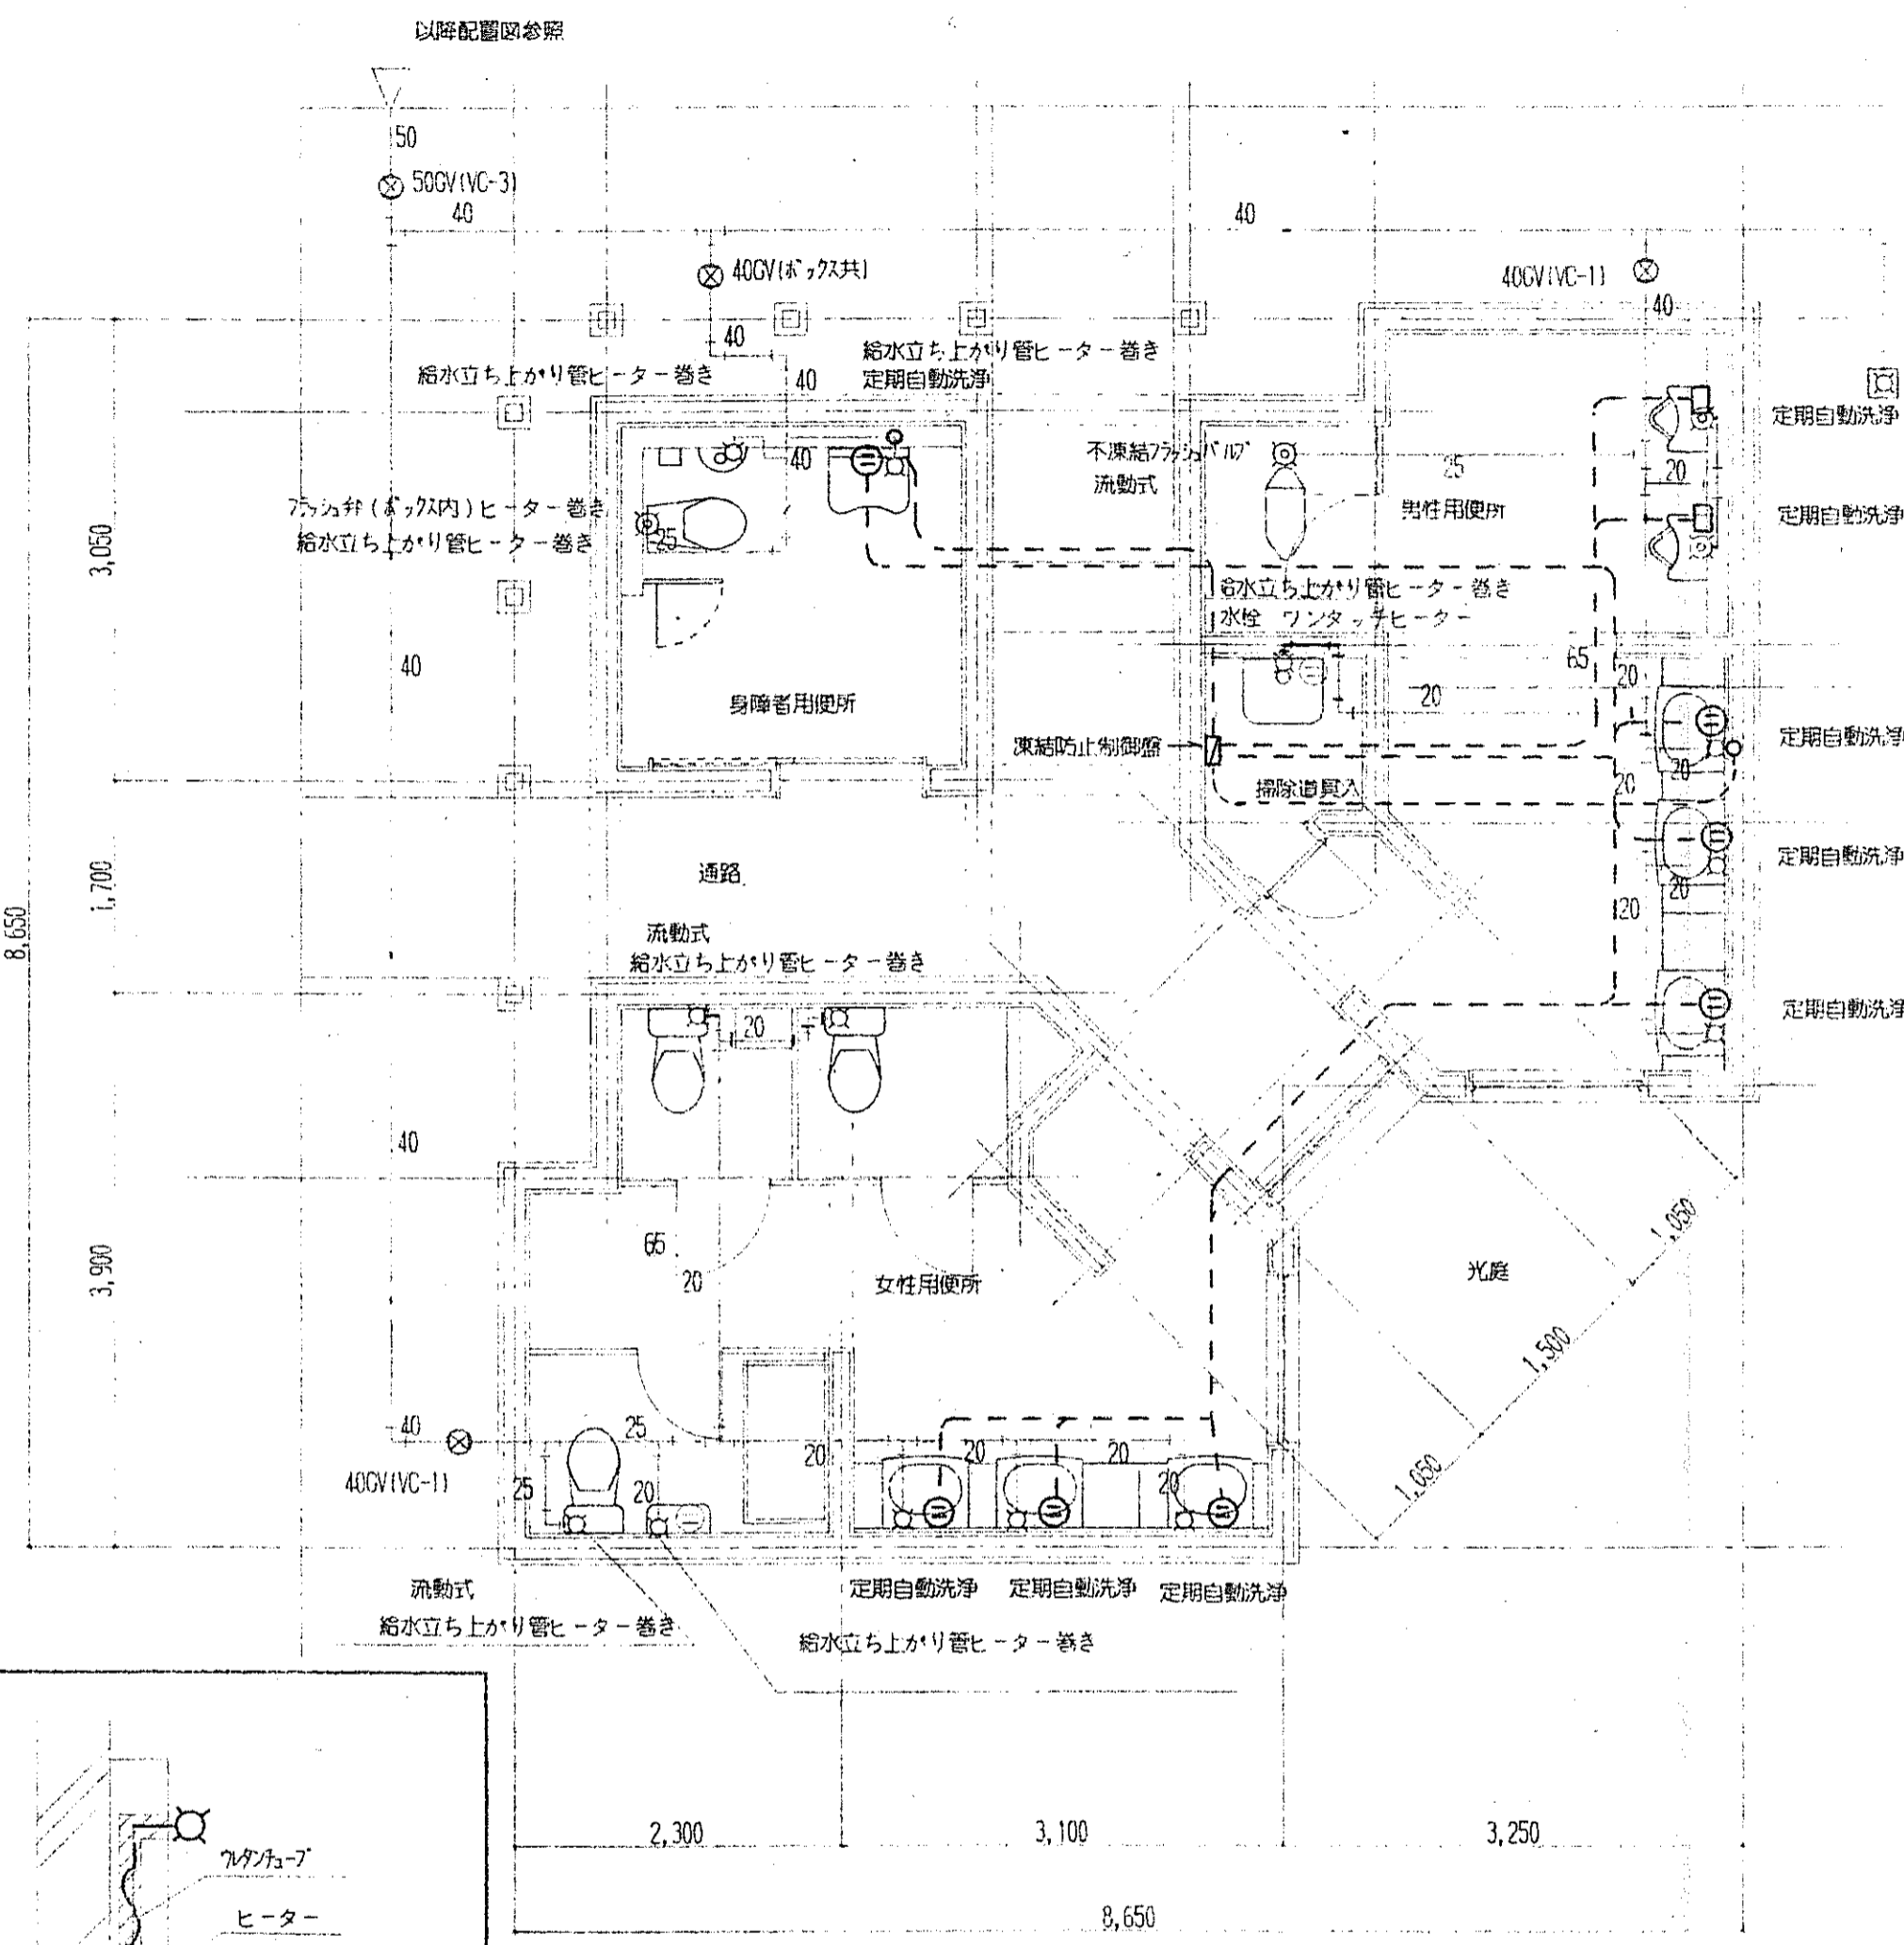 以降配置図参照
50
50GV(VC-3)
40
40
40GV(ボックス共)
40GV(VC-1)
40
40
給水立ち上がり管ヒーター巻き
定期自動洗浄
給水立ち上がり管ヒーター巻き
40
定期自動洗浄
40
不凍結フラッシュバルブ
流動式
25
20
男性用便所
フラッシュ弁(ボックス内)ヒーター巻き
給水立ち上がり管ヒーター巻き
25
定期自動洗浄
3,050
給水立ち上がり管ヒーター巻き
水栓 ワンタッチヒーター
40
65
20
20
身障者用便所
凍結防止制御盤
定期自動洗浄
20
20
掃除道具入
1,700
通路
定期自動洗浄
20
20
8,650
流動式
給水立ち上がり管ヒーター巻き
20
定期自動洗浄
40
1,050
65
20
女性用便所
光庭
3,900
1,500
40
25
20
20
20
40GV(VC-1)
25
20
20
1,050
流動式
給水立ち上がり管ヒーター巻き
定期自動洗浄
定期自動洗浄
定期自動洗浄
給水立ち上がり管ヒーター巻き
2,300
3,100
3,250
8,650
ウレタンチューブ
ヒーター